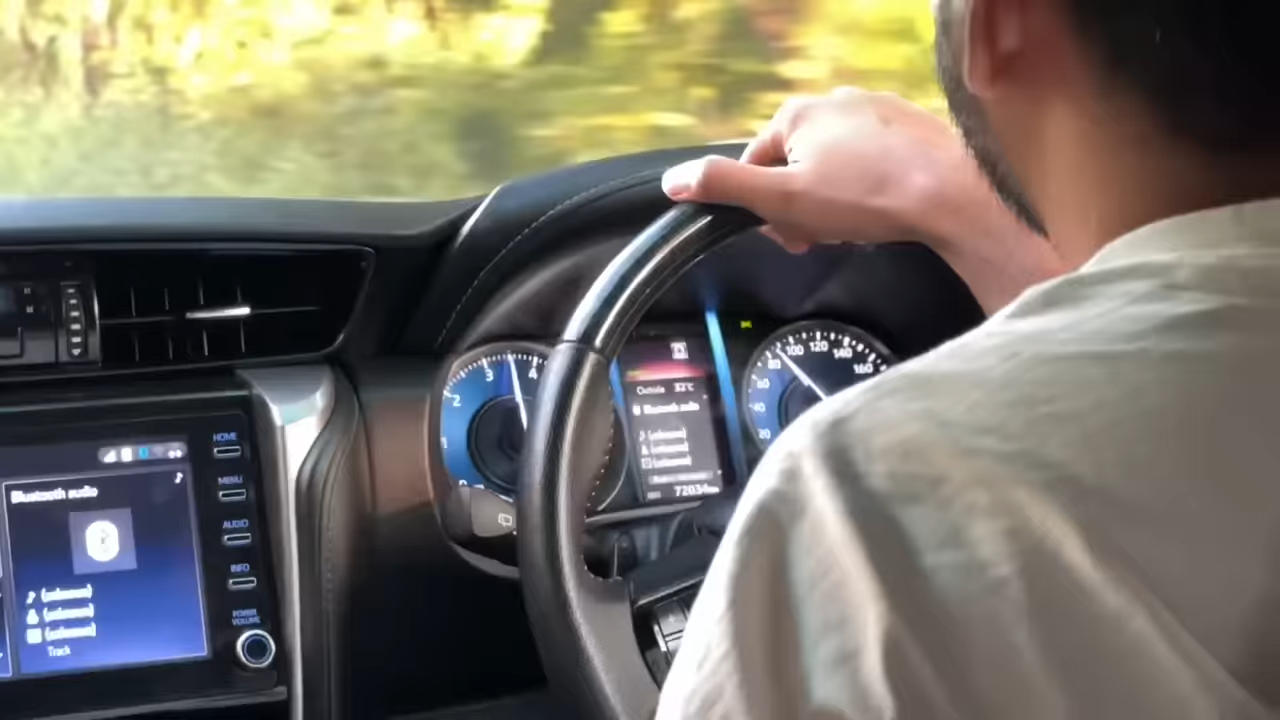 HOME
MENU
AUDIO
INFO
POWER
VOLUME
Bluetooth audio
(unknown)
(unknown)
(unknown)
Track
1
2
3
4
Outside 32°C
Bluetooth audio
(unknown)
(unknown)
(unknown)
72034km
20
40
60
80
100
120
140
160